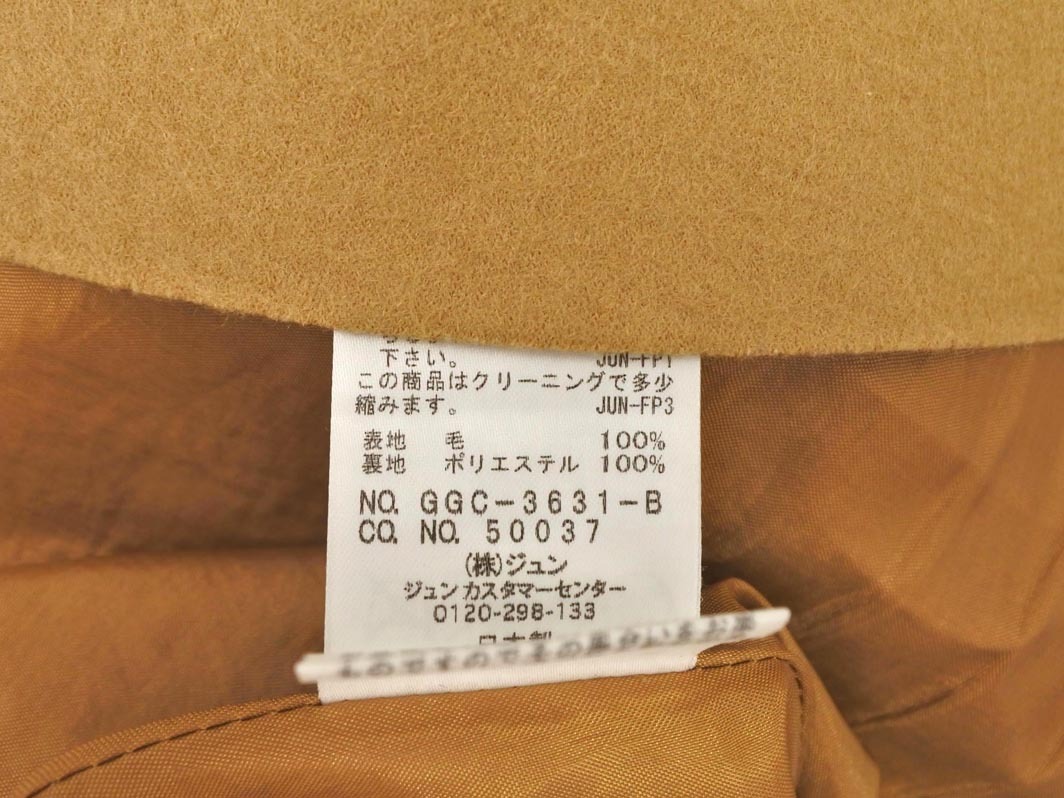 下さい。 JUN-FP1
この商品はクリーニングで多少
縮みます。 JUN-FP3
表地 毛 100%
裏地 ポリエステル 100%
NO. GGC-3631-B
CO. NO. 50037
(株)ジュン
ジュンカスタマーセンター
0120-298-133
日本製